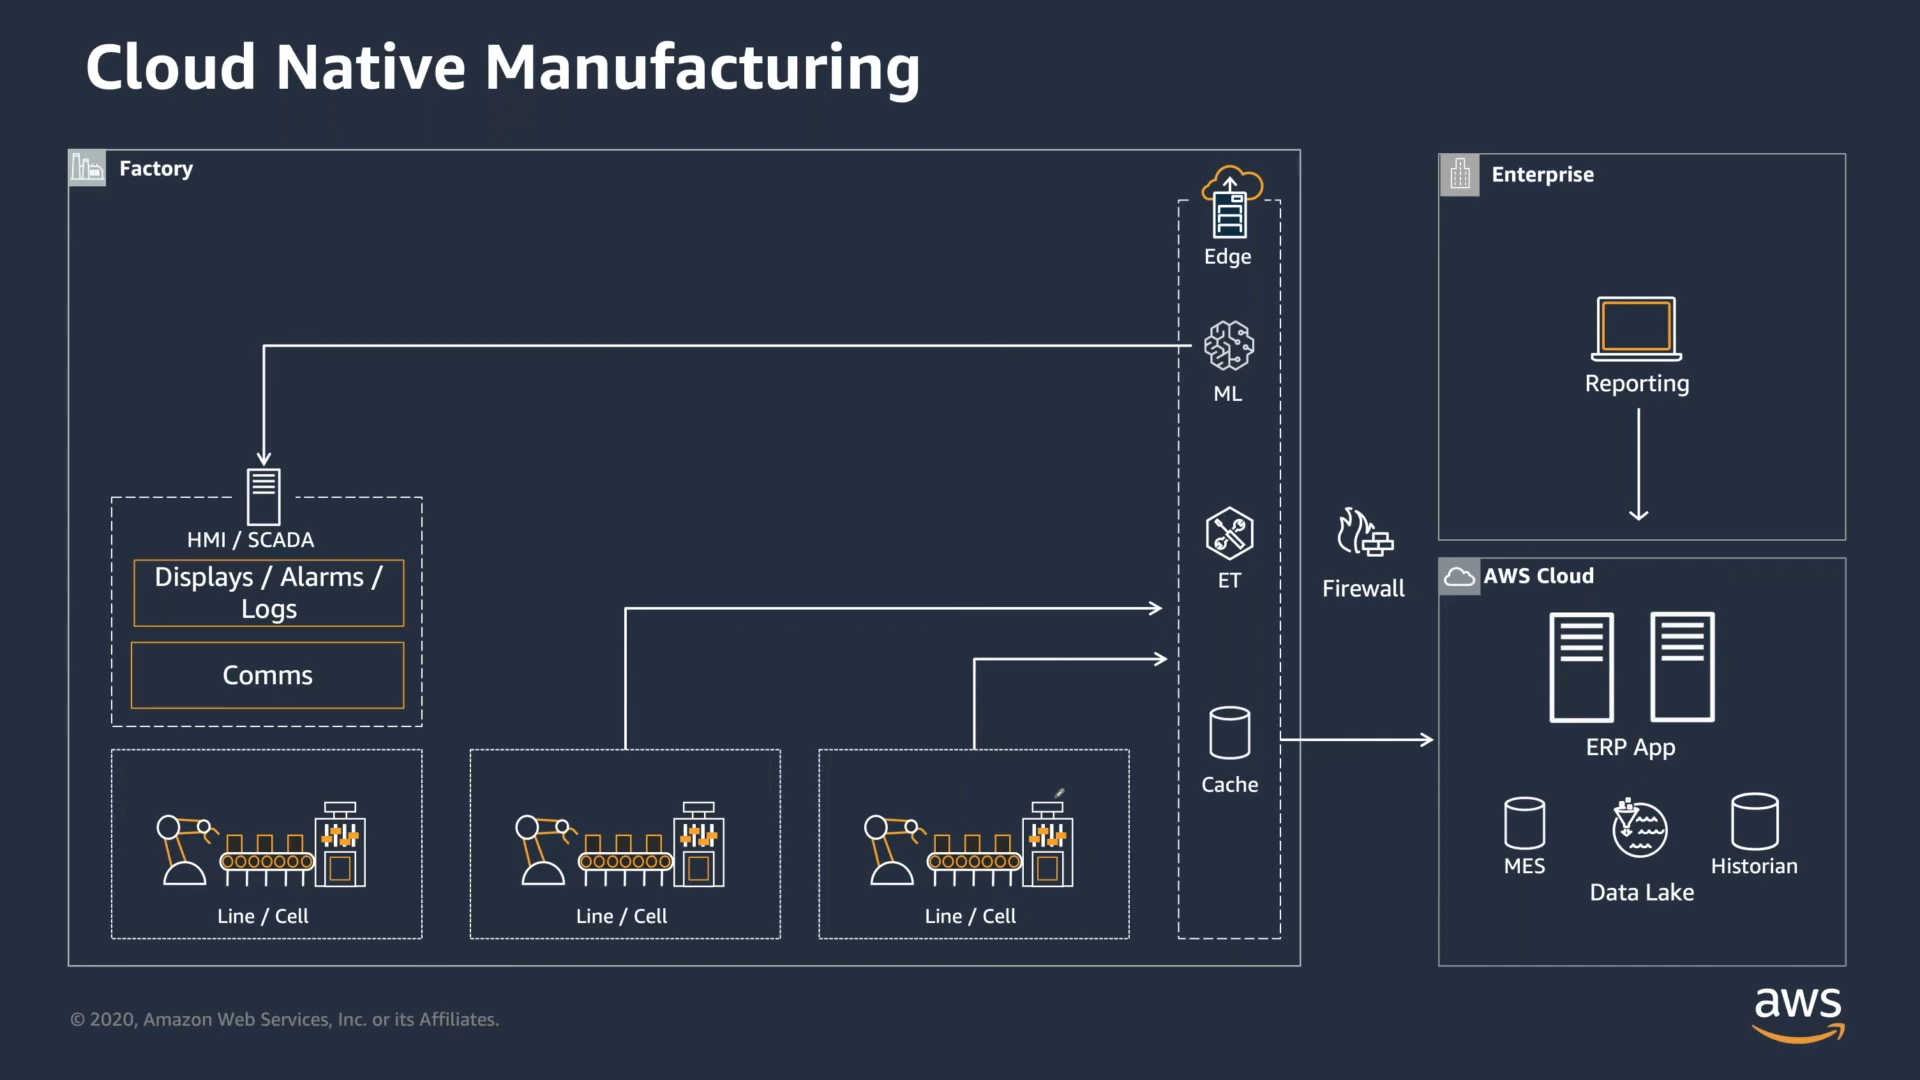 Cloud Native Manufacturing
Factory
Edge
ML
HMI / SCADA
Displays / Alarms /
Logs
Comms
ET
Cache
Line / Cell
Line / Cell
Line / Cell
Firewall
Enterprise
Reporting
AWS Cloud
ERP App
MES
Data Lake
Historian
© 2020, Amazon Web Services, Inc. or its Affiliates.
aws